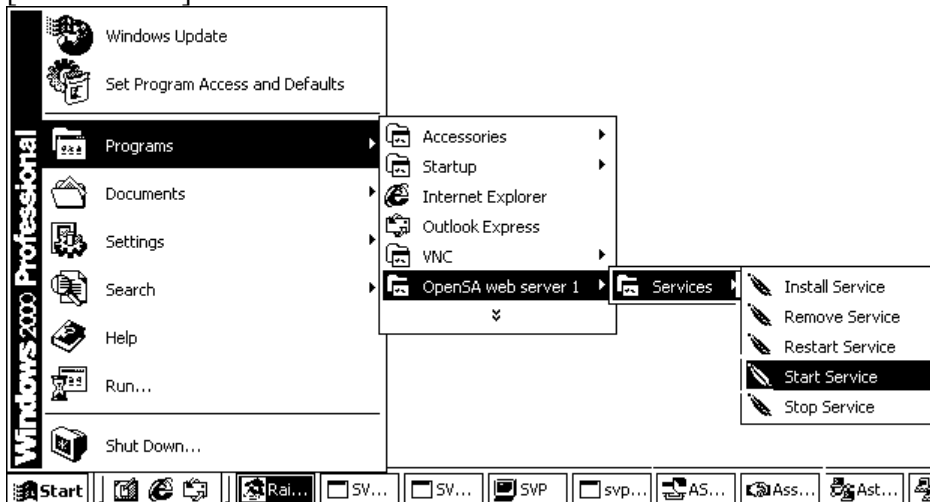 Windows Update
Set Program Access and Defaults
Programs
Documents
Settings
Search
Help
Run...
Shut Down...
Windows 2000 Professional
Accessories
Startup
Internet Explorer
Outlook Express
VNC
OpenSA web server 1
Services
Install Service
Remove Service
Restart Service
Start Service
Stop Service
Start
Rai...
SV...
SV...
SVP
svp...
AS...
Ass...
Ast...